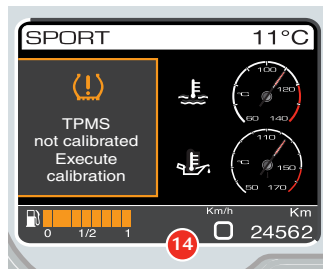 SPORT 11°C
TPMS
not calibrated
Execute
calibration
100
120
°C
60 140
110
°C
150
50 170
0 1/2 1
14
Km/h
0
Km
24562